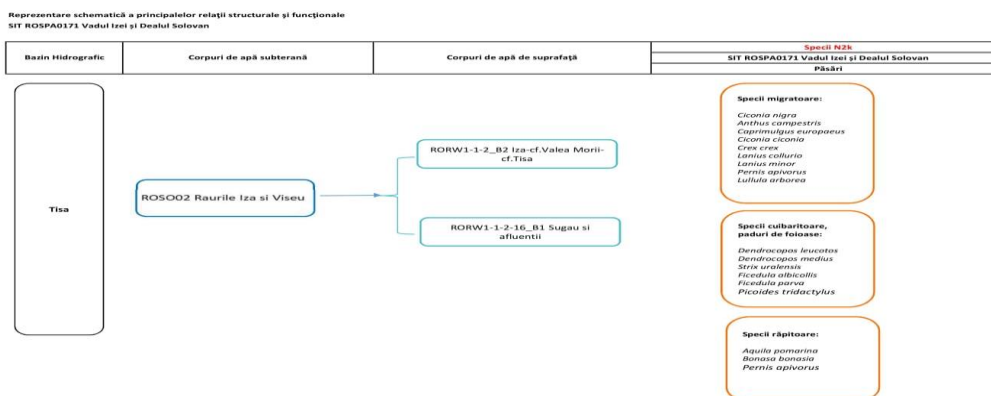 Reprezentare schematică a principalelor relații structurale și funcționale
SIT ROSPA0171 Vadul Izei și Dealul Solovan
Bazin Hidrografic
Corpuri de apă subterană
Corpuri de apă de suprafață
Specii N2k
SIT ROSPA0171 Vadul Izei și Dealul Solovan
Păsări
Tisa
ROSO02 Raurile Iza si Viseu
RORW1-1-2_B2 Iza-cf.Valea Morii-
cf.Tisa
RORW1-1-2-16_B1 Sugau si
afluentii
Specii migratoare:
Ciconia nigra
Anthus campestris
Caprimulgus europaeus
Ciconia ciconia
Crex crex
Lanius collurio
Lanius minor
Pernis apivorus
Lullula arborea
Specii cuibaritoare,
paduri de foioase:
Dendrocopos leucotos
Dendrocopos medius
Strix uralensis
Ficedula albicollis
Ficedula parva
Picoides tridactylus
Specii răpitoare:
Aquila pomarina
Bonasa bonasia
Pernis apivorus